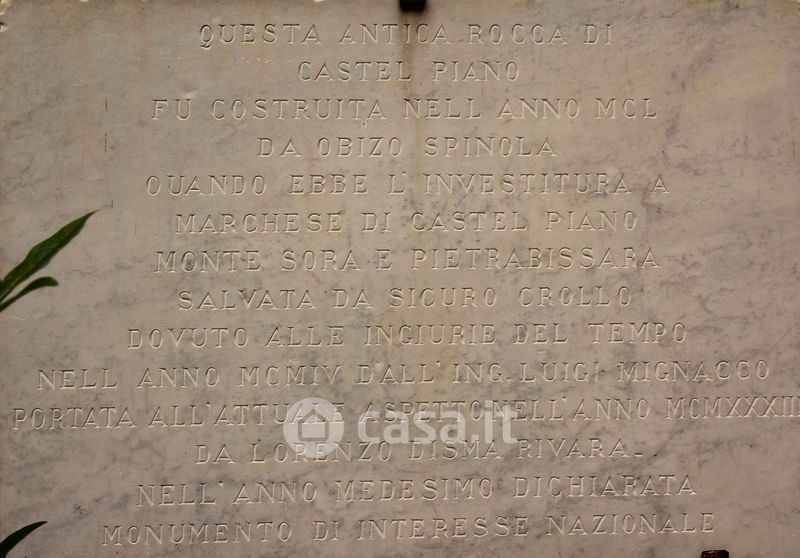 QUESTA ANTICA ROCCA DI
CASTEL PIANO
FU COSTRUITA NELL ANNO MCL
DA OBIZO SPINOLA
QUANDO EBBE L'INVESTITURA A
MARCHESE DI CASTEL PIANO
MONTE SORA E PIETRABISSARA
SALVATA DA SICURO CROLLO
DOVUTO ALLE INGIURIE DEL TEMPO
NELL ANNO MCMIV D'ALL'ING. LUIGI MIGNACCO
PORTATA ALL'ATTUALE ASPETTO NELL'ANNO MCMXXXIII
casa.it
DA LORENZO DISMA RIVARA
NELL'ANNO MEDESIMO DICHIARATA
MONUMENTO DI INTERESSE NAZIONALE